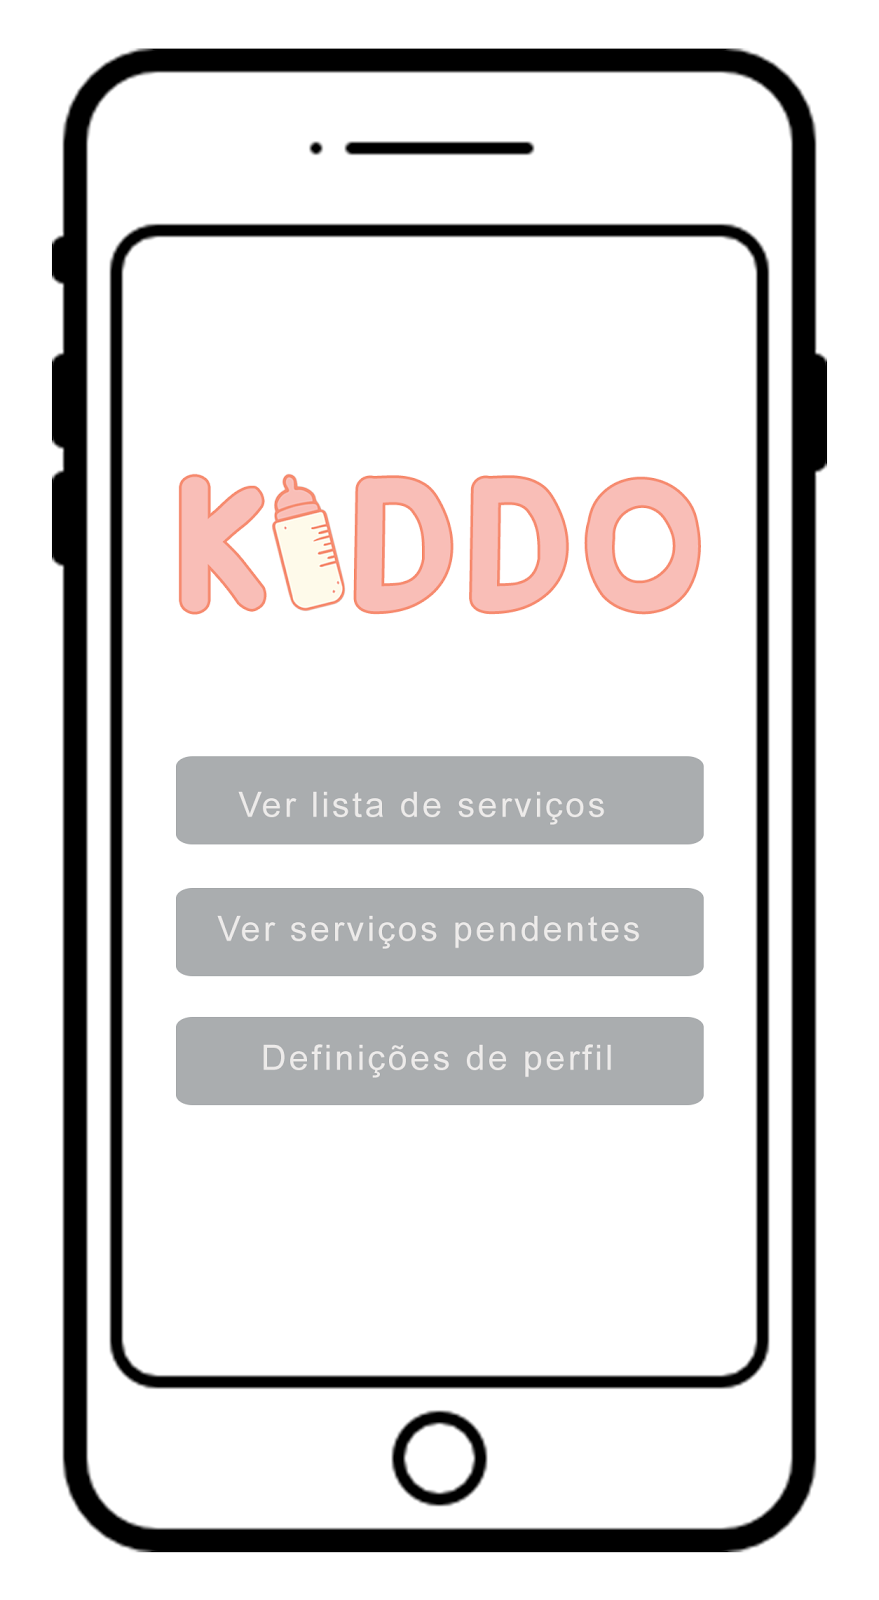 KIDDO
Ver lista de serviços
Ver serviços pendentes
Definições de perfil